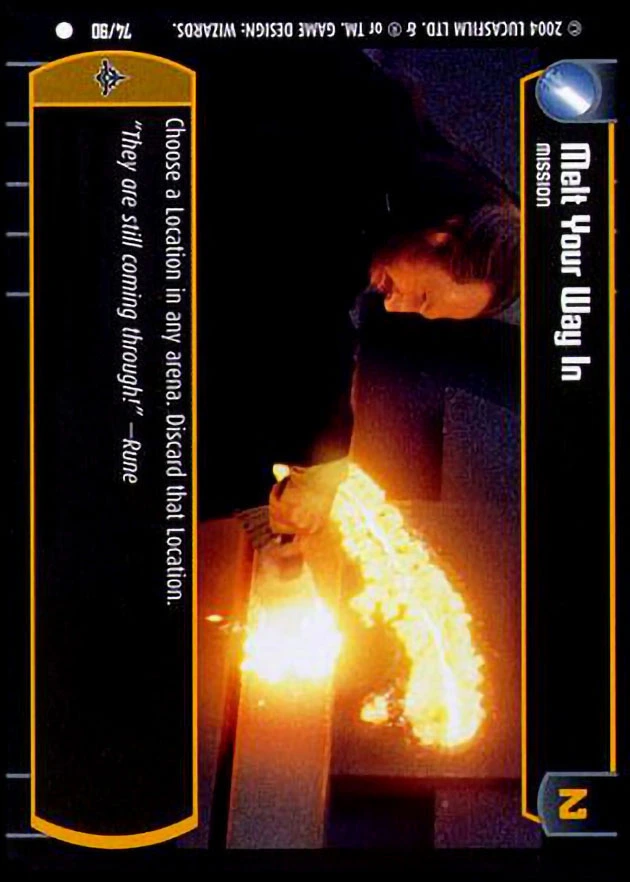 Melt Your Way In
MISSION
2
Choose a Location in any arena. Discard that Location.
"They are still coming through!" —Rune
© 2004 LUCASFILM LTD. & ® or TM. GAME DESIGN: WIZARDS.
74/90